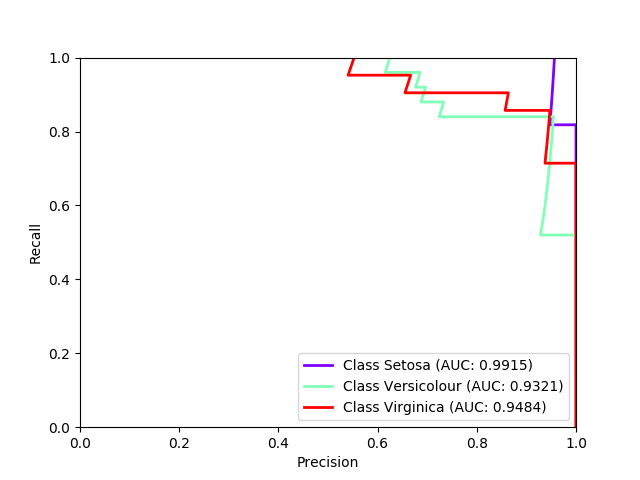 1.0
0.8
0.6
0.4
0.2
0.0
Recall
Class Setosa (AUC: 0.9915)
Class Versicolour (AUC: 0.9321)
Class Virginica (AUC: 0.9484)
0.0 0.2 0.4 0.6 0.8 1.0
Precision